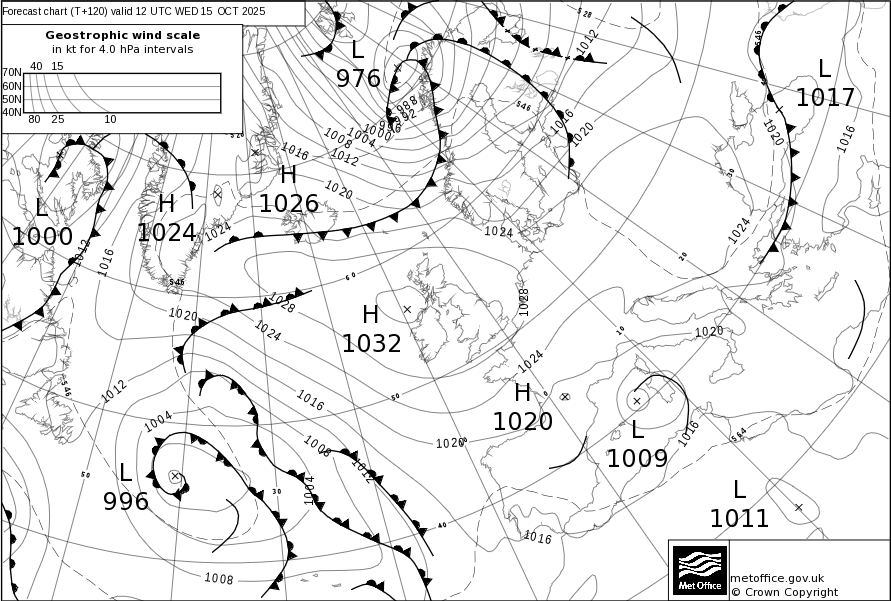 Forecast chart (T+120) valid 12 UTC WED 15 OCT 2025
Geostrophic wind scale
in kt for 4.0 hPa intervals
40 15
70N
60N
50N
40N
80 25 10
L
976
528
1012
546
L
1017
988
992
996
1000
1004
1008
1012
1016
546
1016
1020
1020
1016
528
H
1026
1020
L
1000
H
1024
1024
1012
1016
546
1024
1024
20
60
1028
1028
1020
1024
H
1032
10
1020
1024
546
1012
50
0
H
1020
1016
1004
1008
1012
1020
L
1009
1016
564
50
L
996
30
1004
40
L
1011
1016
1008
Met Office
metoffice.gov.uk
© Crown Copyright